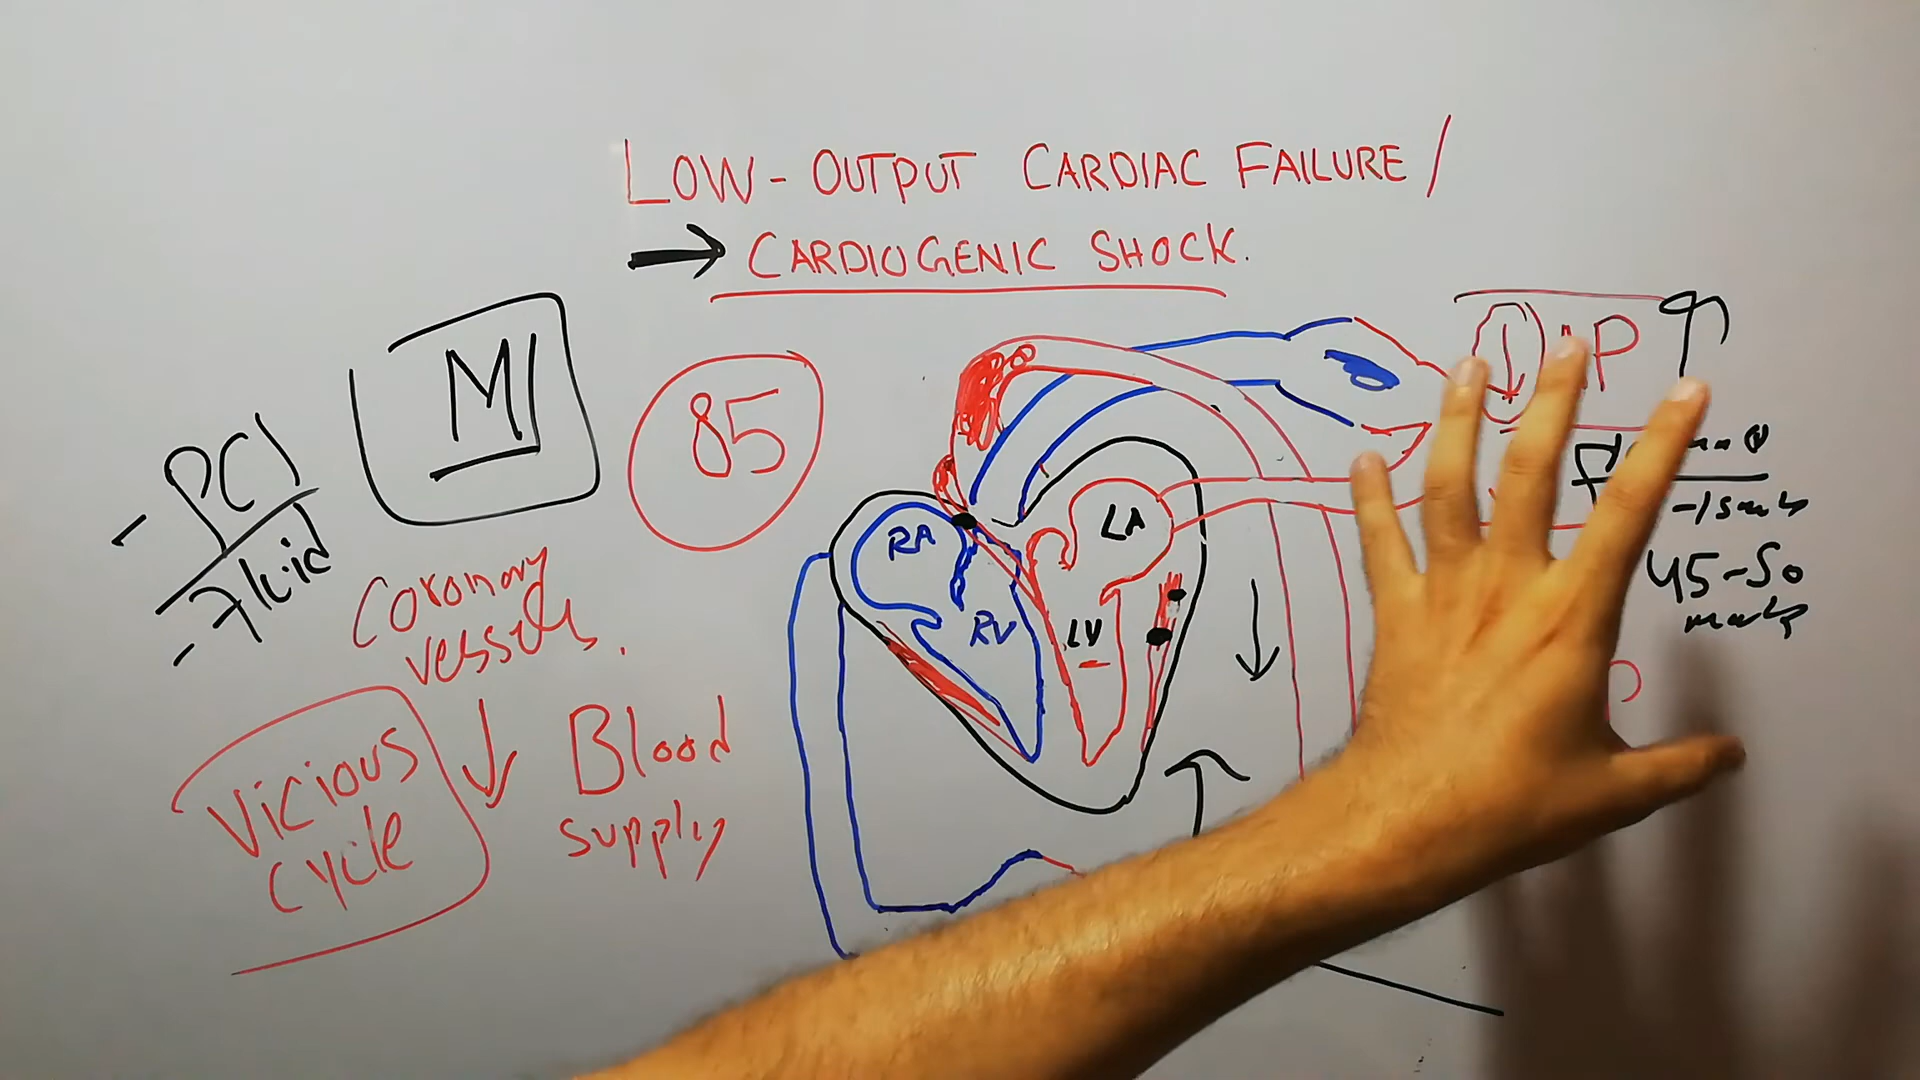 LOW-OUTPUT CARDIAC FAILURE/
→ CARDIOGENIC SHOCK.
MI
85
- PCI
- Fluid
Coronary
vessels.
Vicious
cycle
↓ Blood
supply
RA
RV
LA
LV
↓
P
45-50